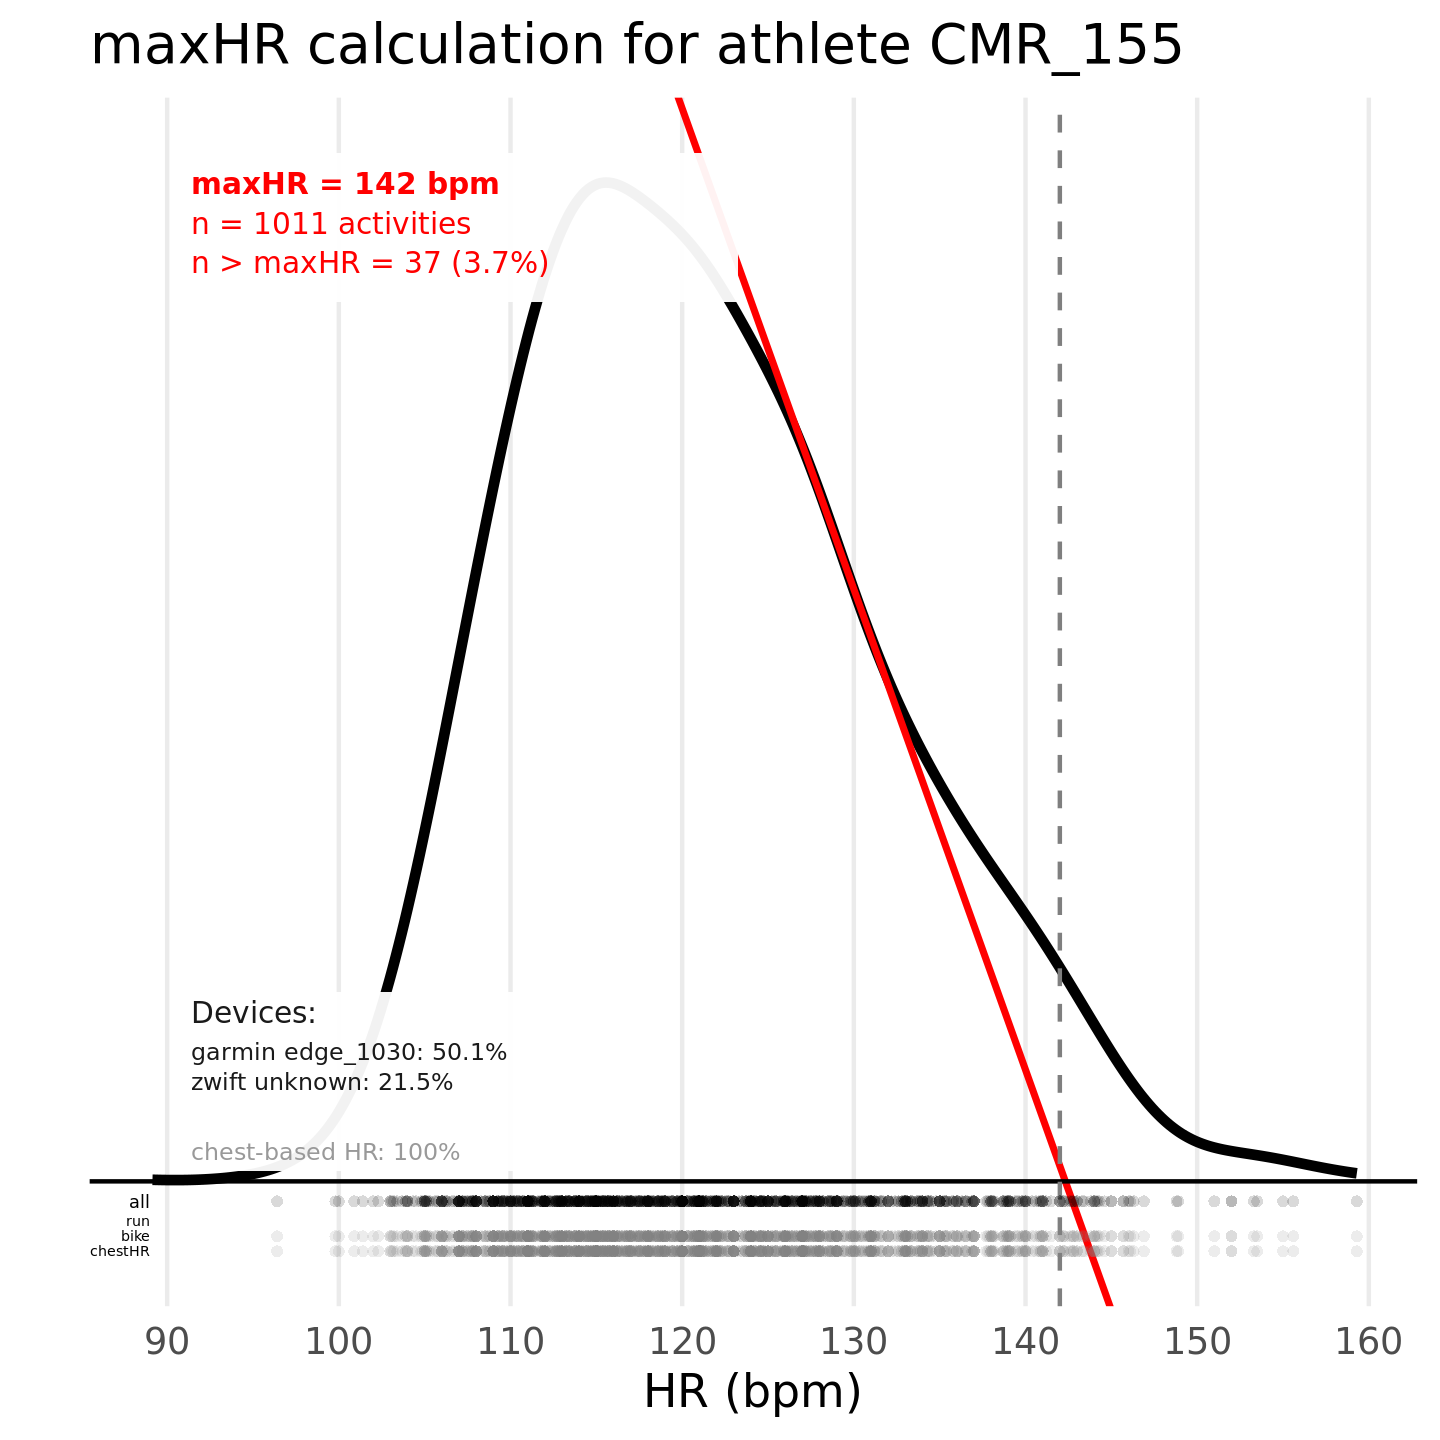 maxHR calculation for athlete CMR_155
maxHR = 142 bpm
n = 1011 activities
n > maxHR = 37 (3.7%)
Devices:
garmin edge_1030: 50.1%
zwift unknown: 21.5%
chest-based HR: 100%
all
run
bike
chestHR
90 100 110 120 130 140 150 160
HR (bpm)